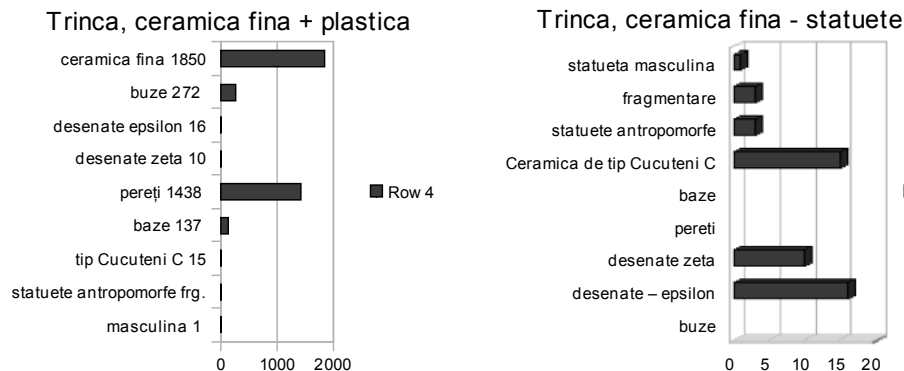 Trinca, ceramica fina + plastica
ceramica fina 1850
buze 272
desenate epsilon 16
desenate zeta 10
pereți 1438
baze 137
tip Cucuteni C 15
statuete antropomorfe frg.
masculina 1
0 1000 2000
Row 4
Trinca, ceramica fina - statuete
statueta masculina
fragmentare
statuete antropomorfe
Ceramica de tip Cucuteni C
baze
pereti
desenate zeta
desenate – epsilon
buze
0 5 10 15 20